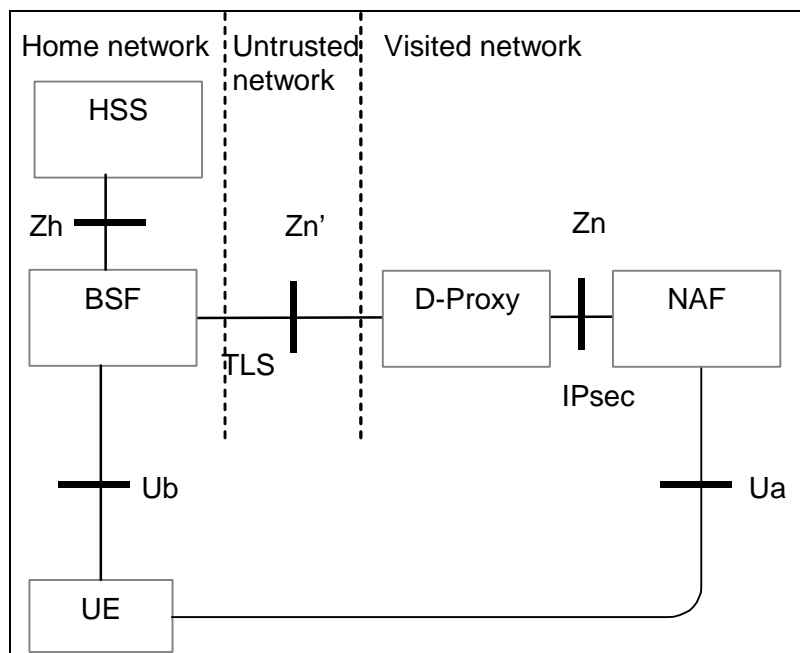 Home network
Untrusted
network
Visited network
HSS
Zh
Zn’
Zn
BSF
D-Proxy
NAF
TLS
IPsec
Ub
Ua
UE